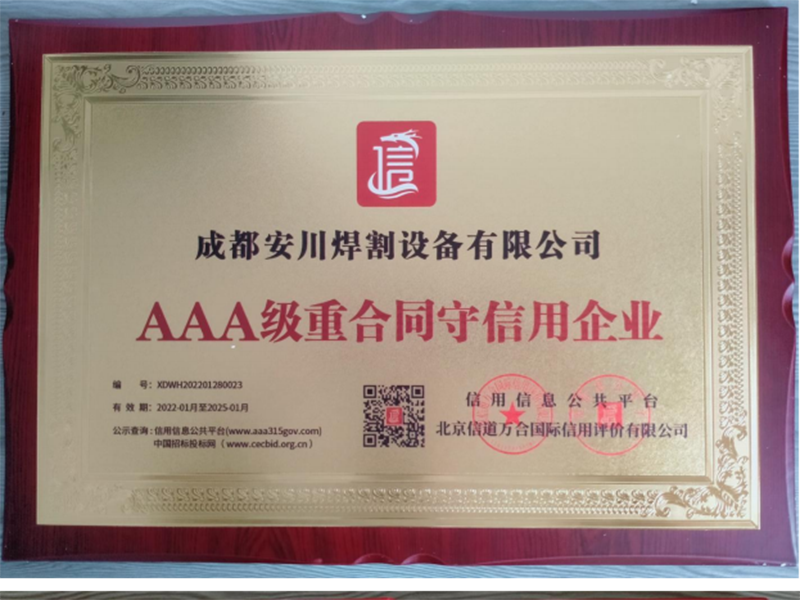 信
成都安川焊割设备有限公司
AAA级重合同守信用企业
编 号：XDWH202201280023
有 效 期：2022-01月至2025-01月
公示查询：信用信息公共平台(www.aaa315gov.com)
中国招标投标网（www.cecbid.org.cn）
信用信息公共平台
北京信道万合国际信用评价有限公司